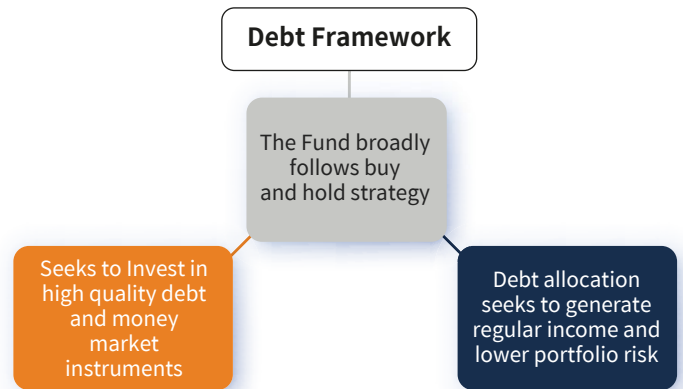 Debt Framework
The Fund broadly
follows buy
and hold strategy
Seeks to Invest in
high quality debt
and money
market
instruments
Debt allocation
seeks to generate
regular income and
lower portfolio risk